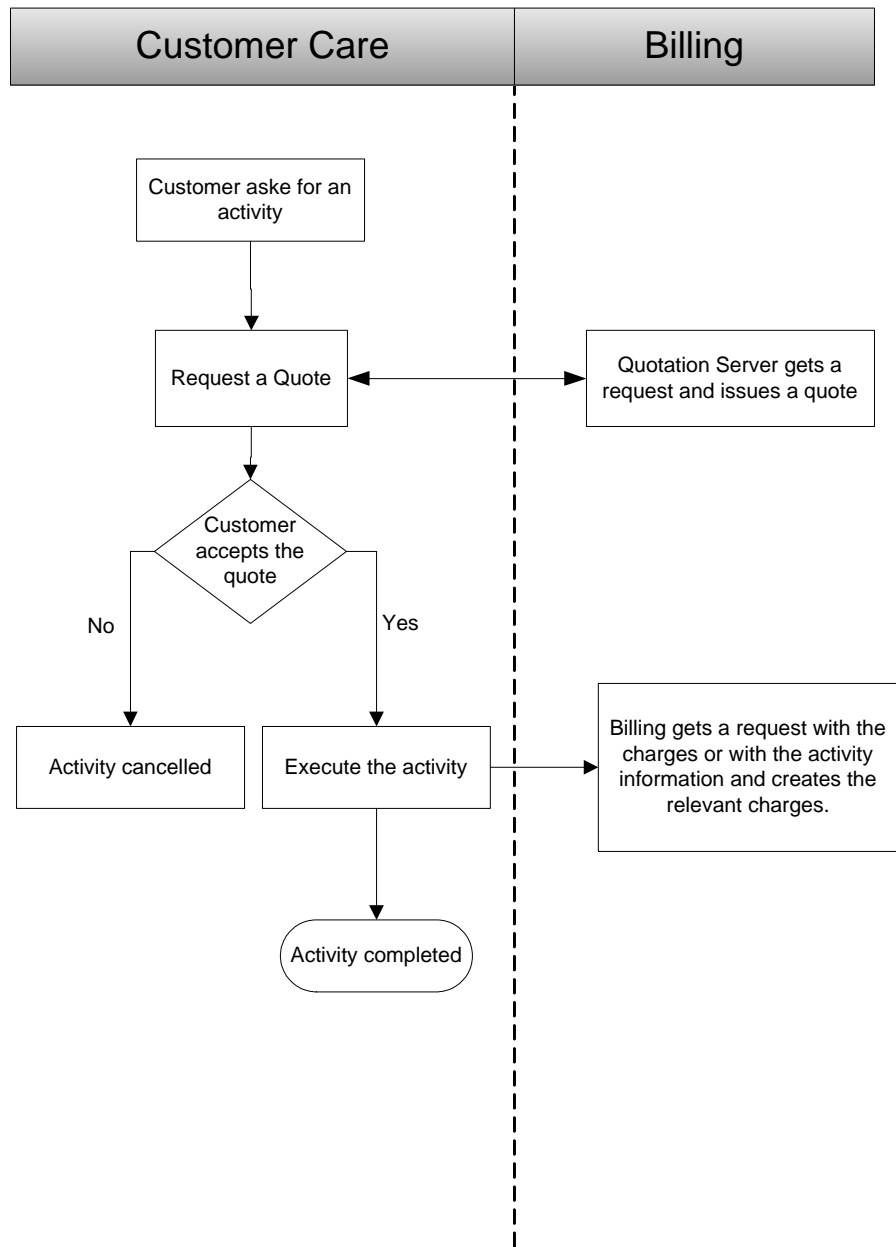 Customer Care
Billing
Customer aske for an
activity
Request a Quote
Quotation Server gets a
request and issues a quote
Customer
accepts the
quote
No
Yes
Activity cancelled
Execute the activity
Billing gets a request with the
charges or with the activity
information and creates the
relevant charges.
Activity completed